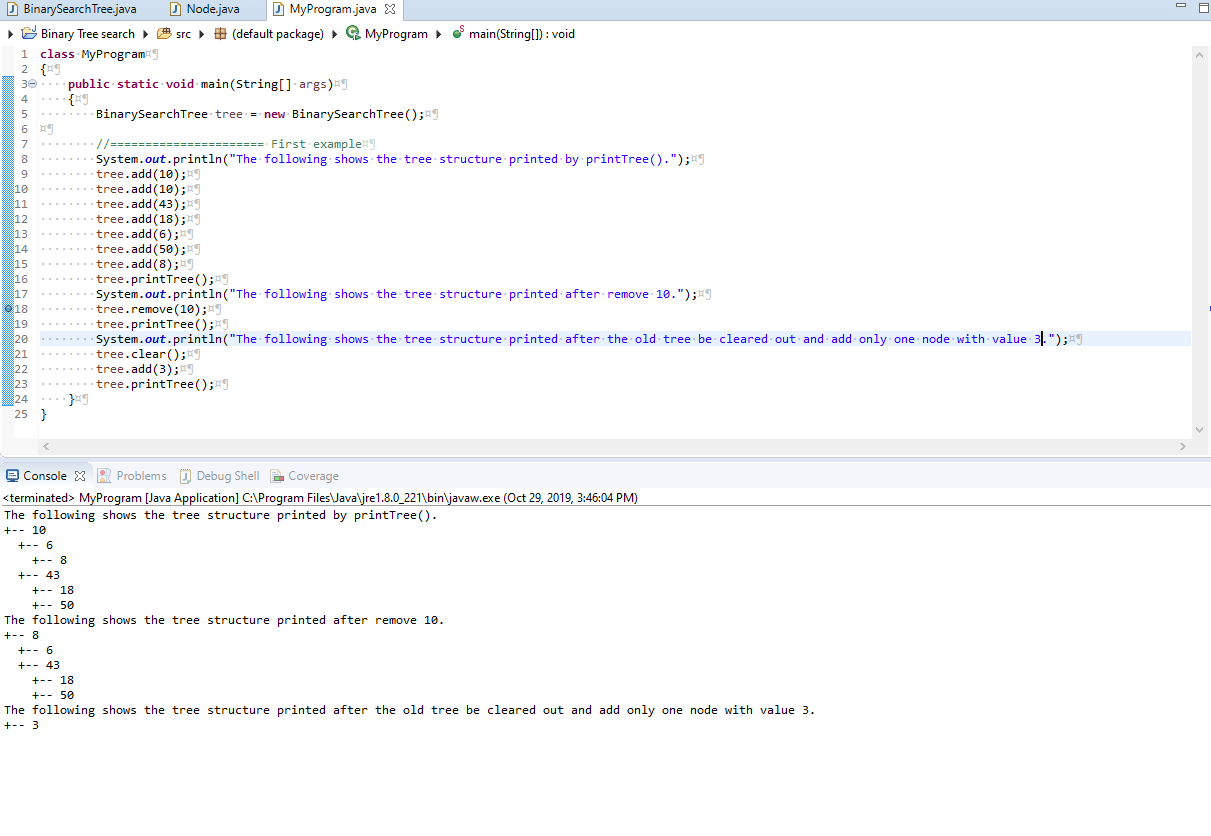 BinarySearchTree.java Node.java MyProgram.java
Binary Tree search src (default package) MyProgram main(String[]) : void
1 class MyProgram
2 {
3 public static void main(String[] args)
4 {
5 BinarySearchTree tree = new BinarySearchTree();
6
7 //====================== First example
8 System.out.println("The following shows the tree structure printed by printTree().");
9 tree.add(10);
10 tree.add(10);
11 tree.add(43);
12 tree.add(18);
13 tree.add(6);
14 tree.add(50);
15 tree.add(8);
16 tree.printTree();
17 System.out.println("The following shows the tree structure printed after remove 10.");
18 tree.remove(10);
19 tree.printTree();
20 System.out.println("The following shows the tree structure printed after the old tree be cleared out and add only one node with value 3.");
21 tree.clear();
22 tree.add(3);
23 tree.printTree();
24 }
25 }
Console Problems Debug Shell Coverage
<terminated> MyProgram [Java Application] C:\Program Files\Java\jre1.8.0_221\bin\javaw.exe (Oct 29, 2019, 3:46:04 PM)
The following shows the tree structure printed by printTree().
+-- 10
+-- 6
+-- 8
+-- 43
+-- 18
+-- 50
The following shows the tree structure printed after remove 10.
+-- 8
+-- 6
+-- 43
+-- 18
+-- 50
The following shows the tree structure printed after the old tree be cleared out and add only one node with value 3.
+-- 3